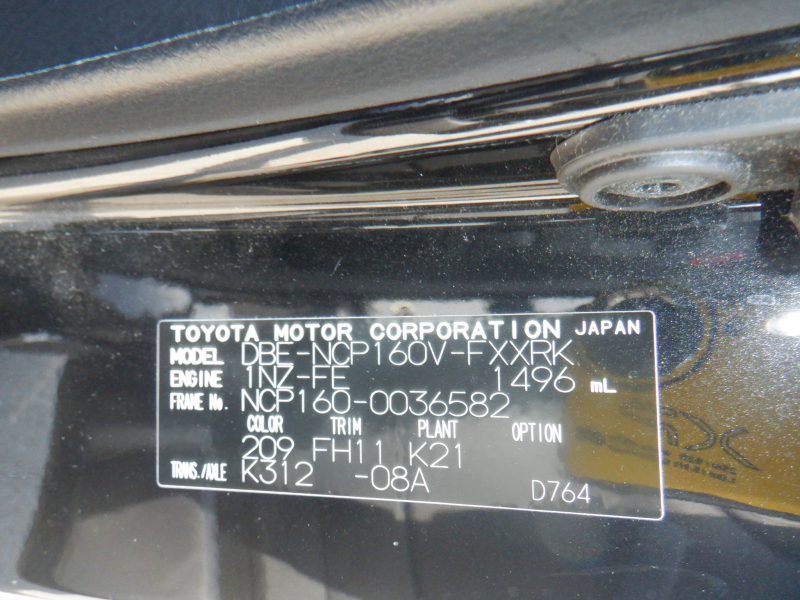 TOYOTA MOTOR CORPORATION JAPAN
MODEL DBE-NCP160V-FXXRK
ENGINE 1NZ-FE 1496 mL
FRAME No. NCP160-0036582
COLOR TRIM PLANT OPTION
209 FH11 K21
TRANS./AXLE K312 -08A
D764